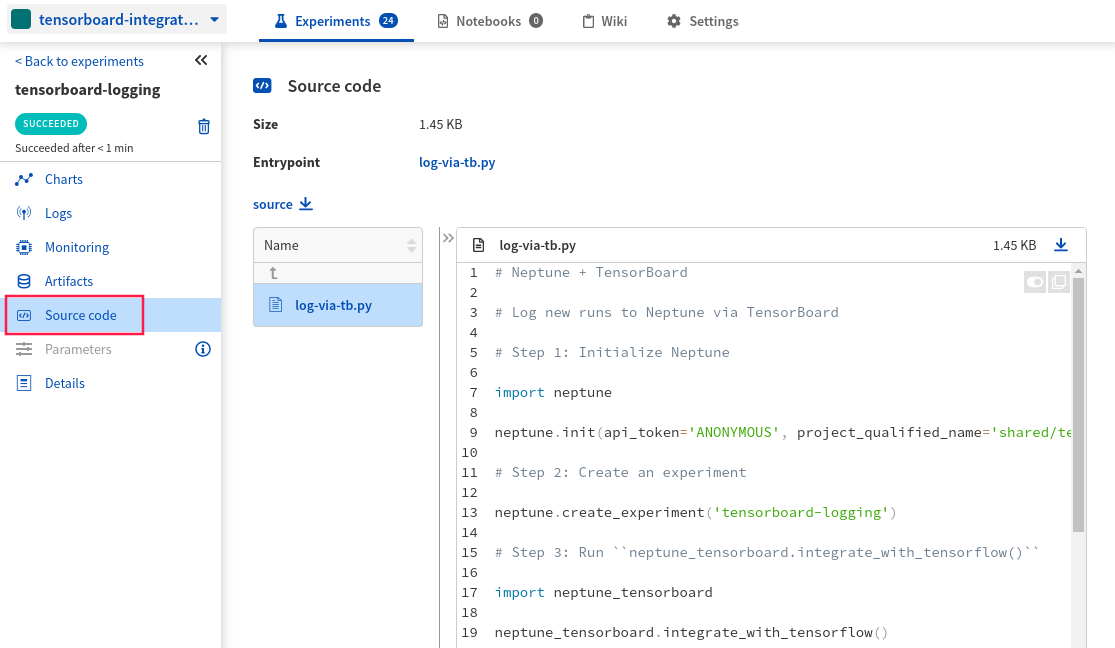 tensorboard-integrat...
Experiments 24
Notebooks 0
Wiki
Settings
< Back to experiments
tensorboard-logging
SUCCEEDED
Succeeded after < 1 min
Charts
Logs
Monitoring
Artifacts
Source code
Parameters
Details
Source code
Size 1.45 KB
Entrypoint log-via-tb.py
source
Name
log-via-tb.py
log-via-tb.py 1.45 KB
1 # Neptune + TensorBoard
2
3 # Log new runs to Neptune via TensorBoard
4
5 # Step 1: Initialize Neptune
6
7 import neptune
8
9 neptune.init(api_token='ANONYMOUS', project_qualified_name='shared/te
10
11 # Step 2: Create an experiment
12
13 neptune.create_experiment('tensorboard-logging')
14
15 # Step 3: Run ``neptune_tensorboard.integrate_with_tensorflow()``
16
17 import neptune_tensorboard
18
19 neptune_tensorboard.integrate_with_tensorflow()